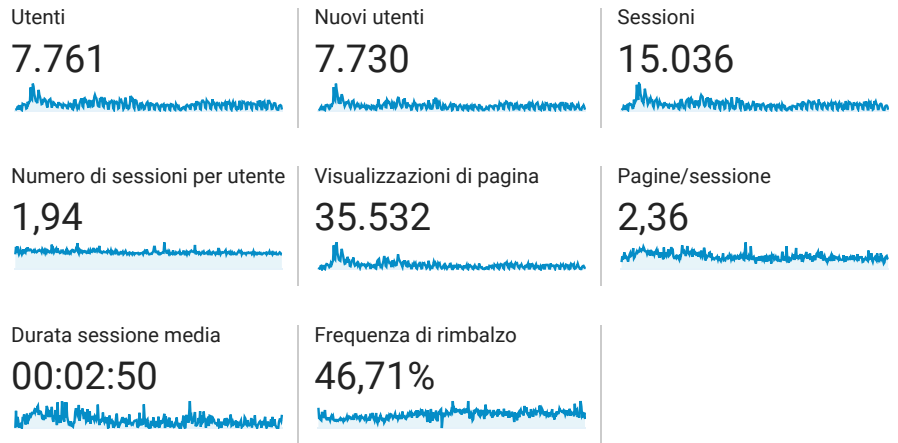 Utenti
7.761
Nuovi utenti
7.730
Sessioni
15.036
Numero di sessioni per utente
1,94
Visualizzazioni di pagina
35.532
Pagine/sessione
2,36
Durata sessione media
00:02:50
Frequenza di rimbalzo
46,71%